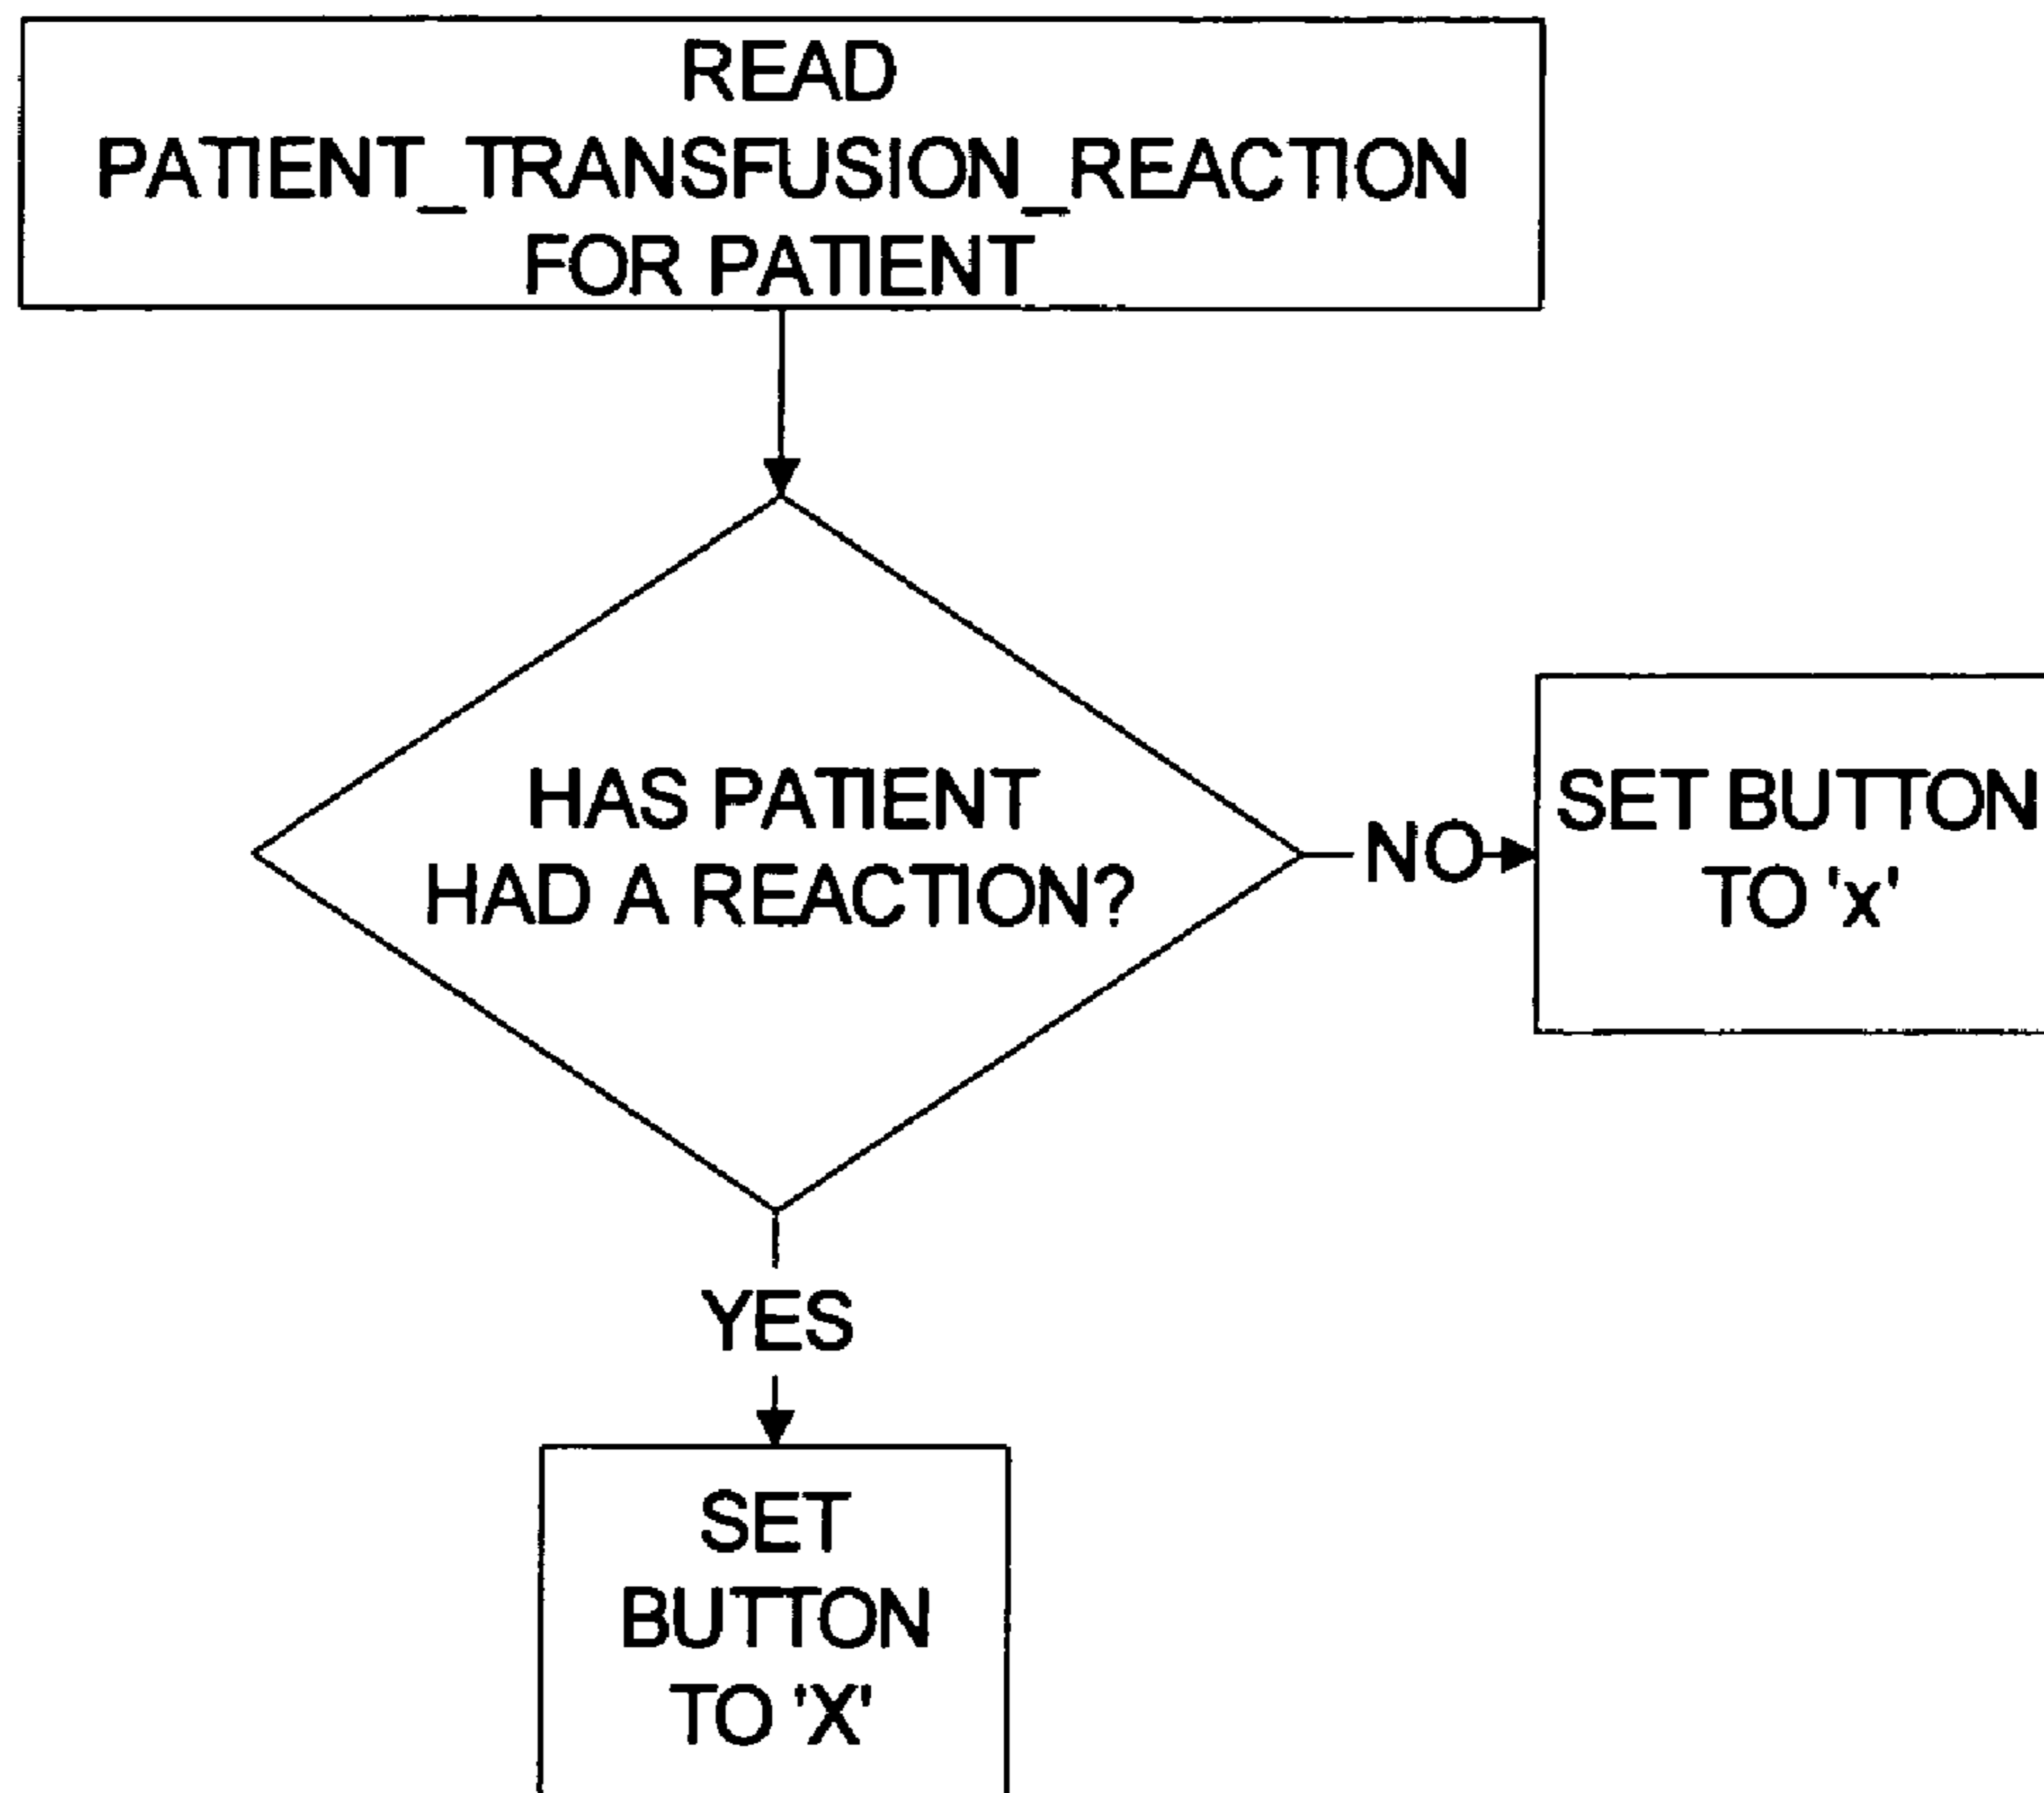 READ
PATIENT_TRANSFUSION_REACTION
FOR PATIENT
HAS PATIENT
HAD A REACTION?
NO
SET BUTTON
TO 'x'
YES
SET
BUTTON
TO 'X'